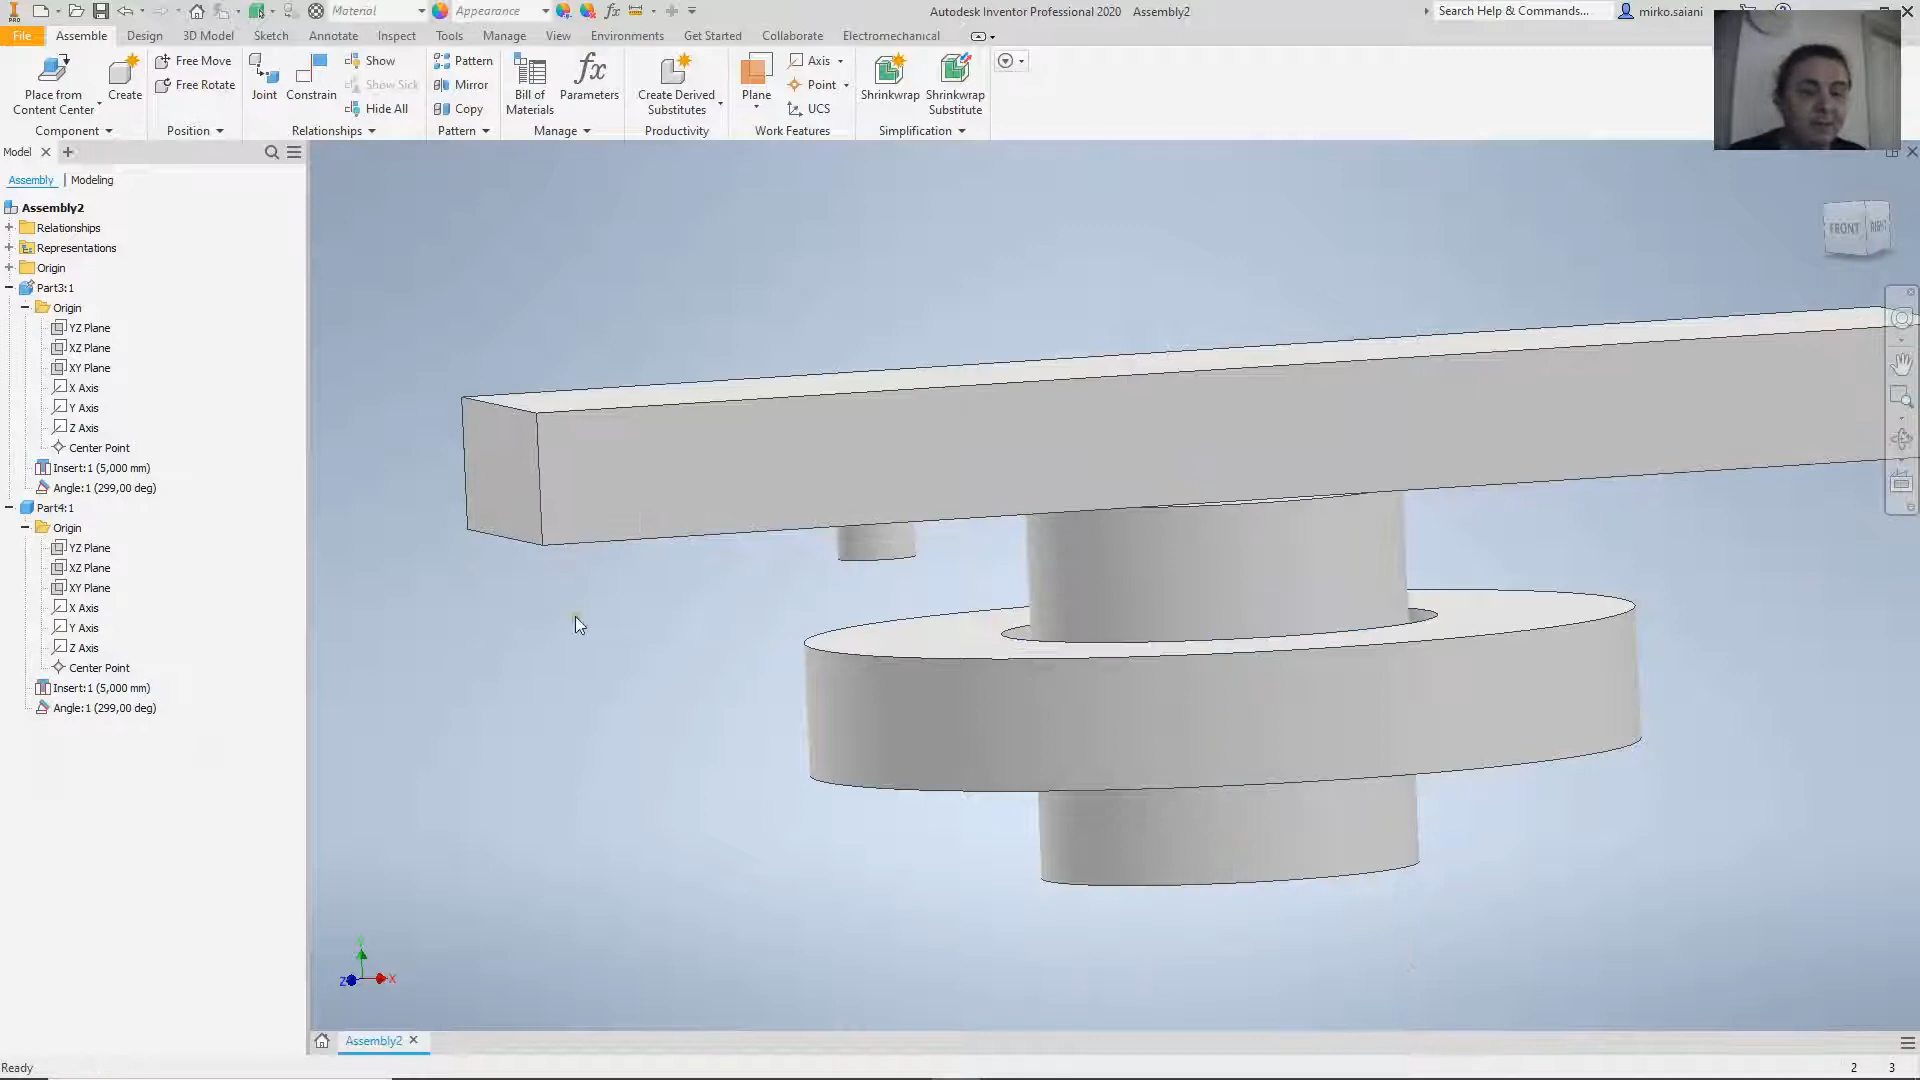 Material
Appearance
Autodesk Inventor Professional 2020 Assembly2
Search Help & Commands...
mirko.saiani
File Assemble Design 3D Model Sketch Annotate Inspect Tools Manage View Environments Get Started Collaborate Electromechanical
Place from
Content Center
Create
Free Move
Free Rotate
Joint
Constrain
Show
Show Sick
Hide All
Pattern
Mirror
Copy
Bill of
Materials
Parameters
Create Derived
Substitutes
Plane
Axis
Point
UCS
Shrinkwrap
Shrinkwrap
Substitute
Component
Position
Relationships
Pattern
Manage
Productivity
Work Features
Simplification
Model
Assembly | Modeling
Assembly2
Relationships
Representations
Origin
Part3:1
Origin
YZ Plane
XZ Plane
XY Plane
X Axis
Y Axis
Z Axis
Center Point
Insert:1 (5,000 mm)
Angle:1 (299,00 deg)
Part4:1
Origin
YZ Plane
XZ Plane
XY Plane
X Axis
Y Axis
Z Axis
Center Point
Insert:1 (5,000 mm)
Angle:1 (299,00 deg)
FRONT RIGHT
Z X
Assembly2
Ready
2 3